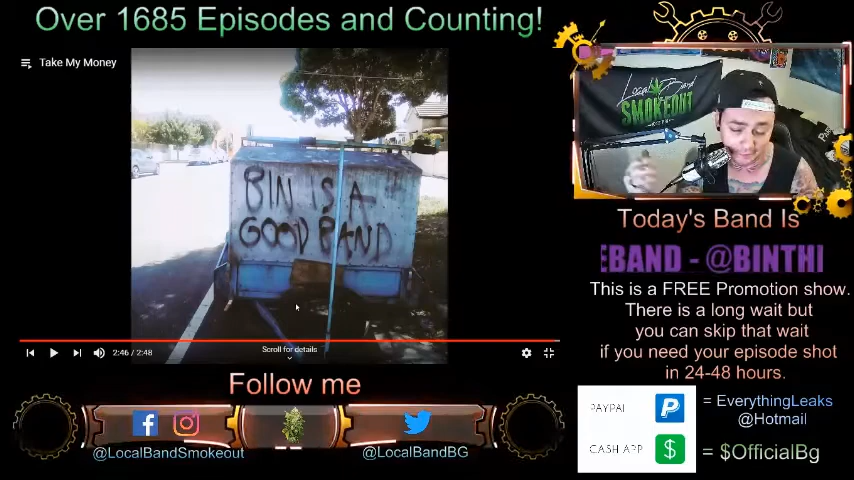 Over 1685 Episodes and Counting!
Take My Money
BIN IS A
GOOD BAND
2:46 / 2:48
Scroll for details
Local Band
SMOKEOUT
Today's Band Is
EBAND - @BINTHI
This is a FREE Promotion show.
There is a long wait but
you can skip that wait
if you need your episode shot
in 24-48 hours.
PAYPAL
= EverythingLeaks
@Hotmail
CASH APP
$
= $OfficialBg
Follow me
@LocalBandSmokeout
@LocalBandBG